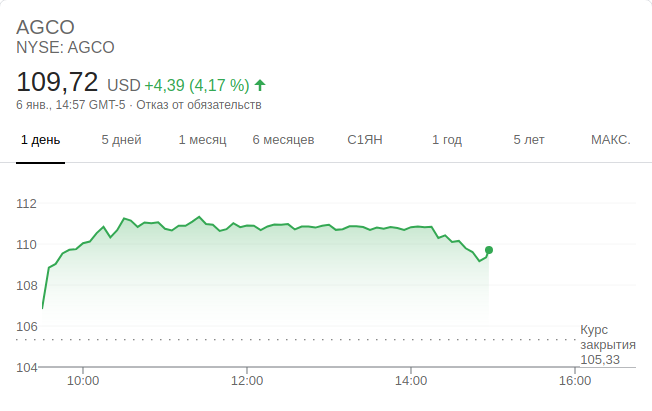 AGCO
NYSE: AGCO
109,72 USD +4,39 (4,17 %)
6 янв., 14:57 GMT-5 · Отказ от обязательств
1 день 5 дней 1 месяц 6 месяцев С1ЯН 1 год 5 лет МАКС.
112
110
108
106
Курс
закрытия
105,33
104
10:00 12:00 14:00 16:00